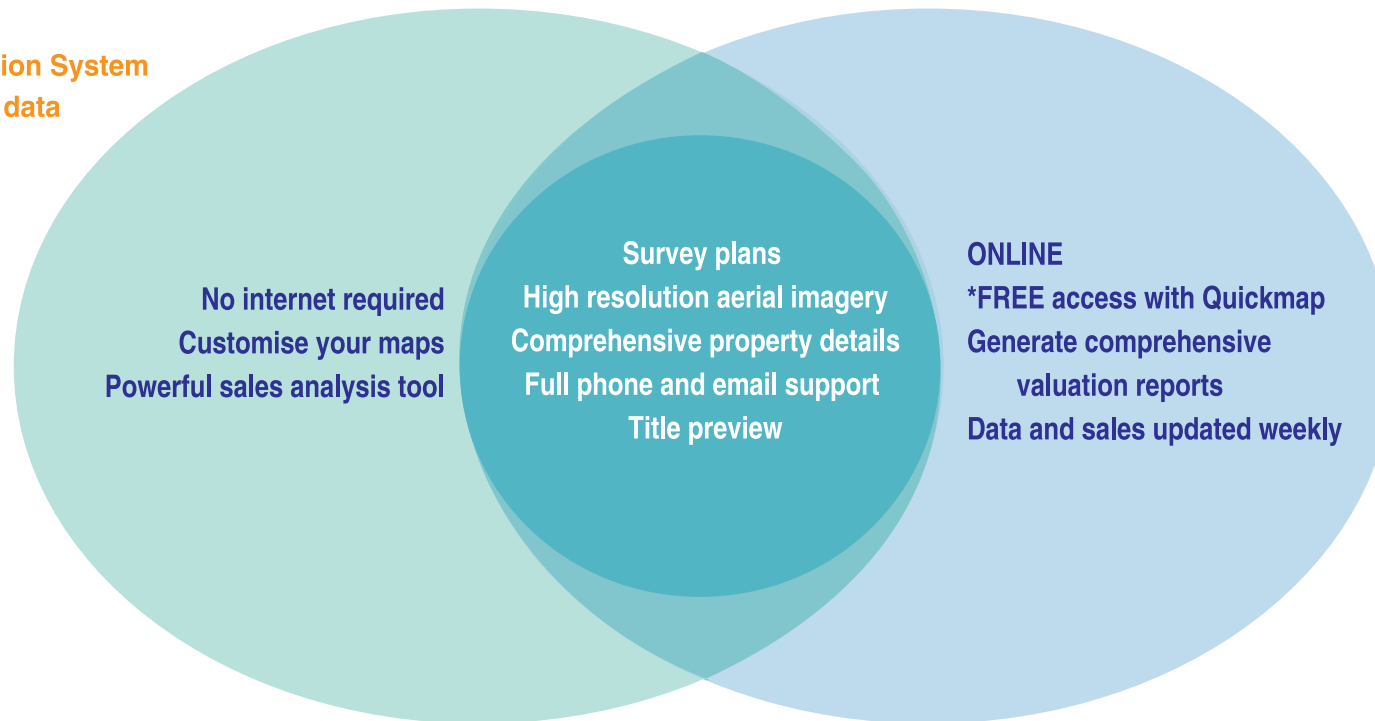 ion System
data
No internet required
Customise your maps
Powerful sales analysis tool
Survey plans
High resolution aerial imagery
Comprehensive property details
Full phone and email support
Title preview
ONLINE
*FREE access with Quickmap
Generate comprehensive
valuation reports
Data and sales updated weekly